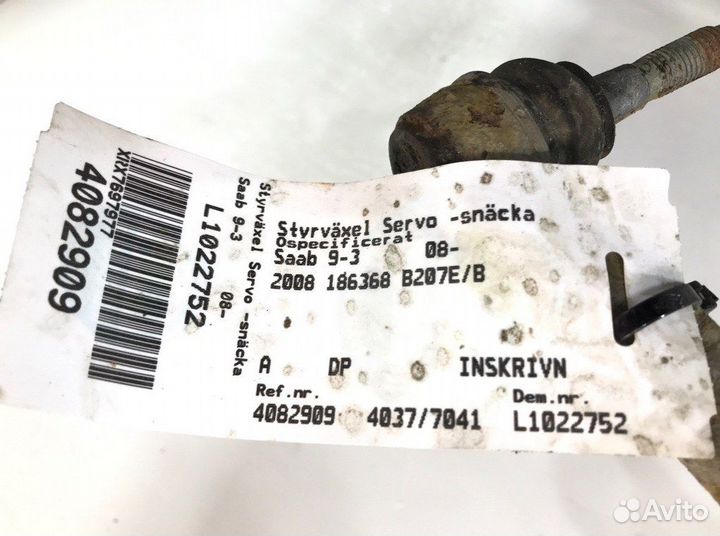 XIX7697977
4082909
L1022752
Styrväxel Servo -snäcka
Saab 9-3 08-
Styrväxel Servo -snäcka
Ospecificerat
Saab 9-3 08-
2008 186368 B207E/B
A DP INSKRIVN
Ref.nr. Dem.nr.
4082909 4037/7041 L1022752
Avito